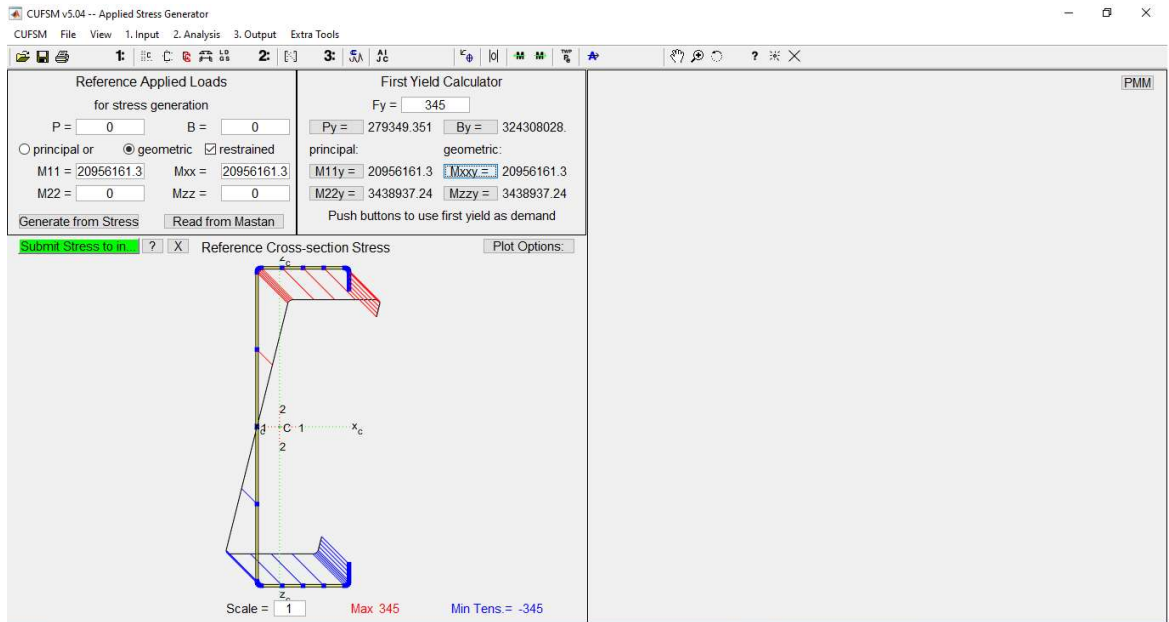 CUFSM v5.04 -- Applied Stress Generator
CUFSM File View 1. Input 2. Analysis 3. Output Extra Tools
1: 2: 3: ?
Reference Applied Loads
for stress generation
P = 0 B = 0
principal or geometric restrained
M11 = 20956161.3 Mxx = 20956161.3
M22 = 0 Mzz = 0
Generate from Stress Read from Mastan
First Yield Calculator
Fy = 345
Py = 279349.351 By = 324308028.
principal: geometric:
M11y = 20956161.3 Mxxy = 20956161.3
M22y = 3438937.24 Mzzy = 3438937.24
Push buttons to use first yield as demand
PMM
Submit Stress to in... ? X Reference Cross-section Stress Plot Options:
zc
2
C 1 xc
2
zc
Scale = 1 Max 345 Min Tens.= -345